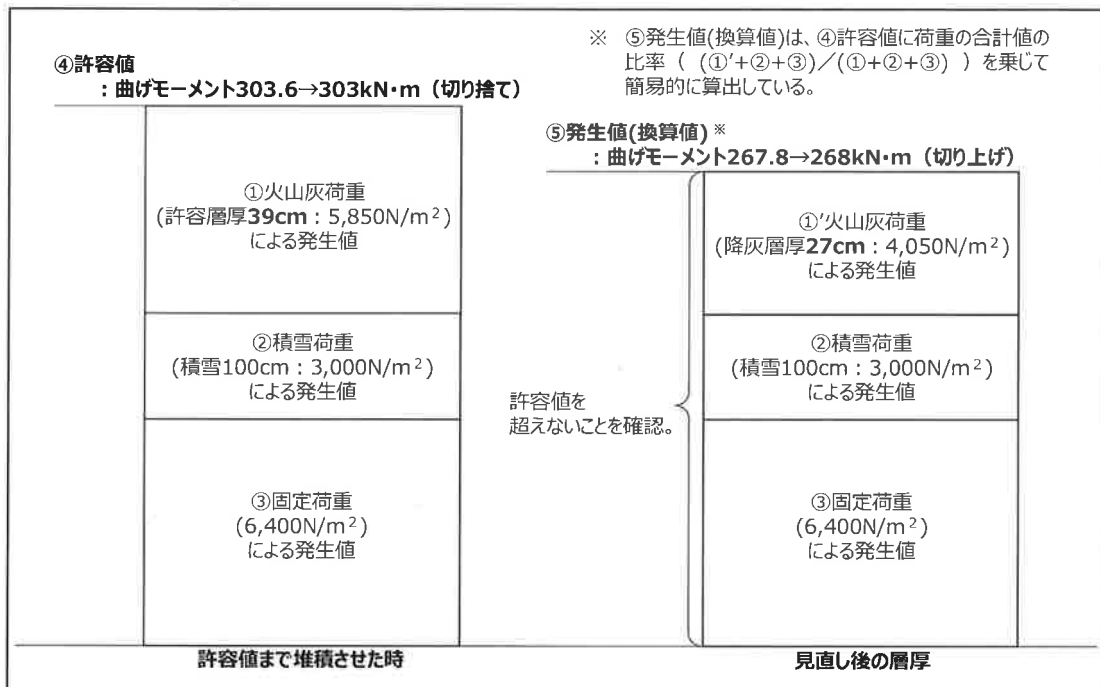 ※ ⑤発生値(換算値)は、④許容値に荷重の合計値の
比率（ (①'+②+③)／(①+②+③) ）を乗じて
簡易的に算出している。
④許容値
：曲げモーメント303.6→303kN・m（切り捨て）
①火山灰荷重
(許容層厚39cm：5,850N/m²)
による発生値
②積雪荷重
(積雪100cm：3,000N/m²)
による発生値
③固定荷重
(6,400N/m²)
による発生値
許容値まで堆積させた時
⑤発生値(換算値)※
：曲げモーメント267.8→268kN・m（切り上げ）
①'火山灰荷重
(降灰層厚27cm：4,050N/m²)
による発生値
②積雪荷重
(積雪100cm：3,000N/m²)
による発生値
許容値を
超えないことを確認。
③固定荷重
(6,400N/m²)
による発生値
見直し後の層厚